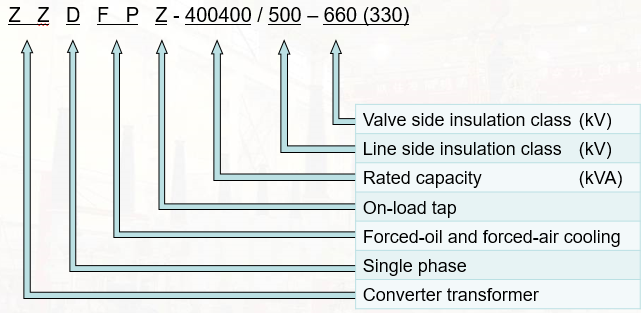 Z Z D F P Z - 400400 / 500 – 660 (330)
Valve side insulation class (kV)
Line side insulation class (kV)
Rated capacity (kVA)
On-load tap
Forced-oil and forced-air cooling
Single phase
Converter transformer